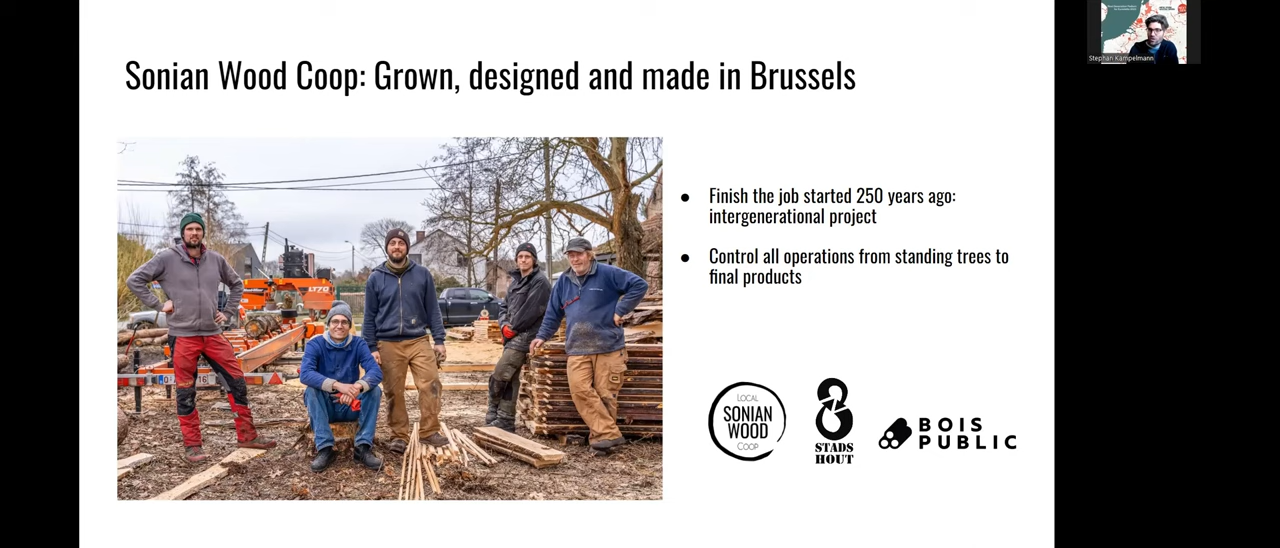 Sonian Wood Coop: Grown, designed and made in Brussels
Finish the job started 250 years ago:
intergenerational project
Control all operations from standing trees to
final products
LT70
LOCAL
SONIAN
WOOD
COOP
STADS
HOUT
BOIS
PUBLIC
Stephan Kampelmann